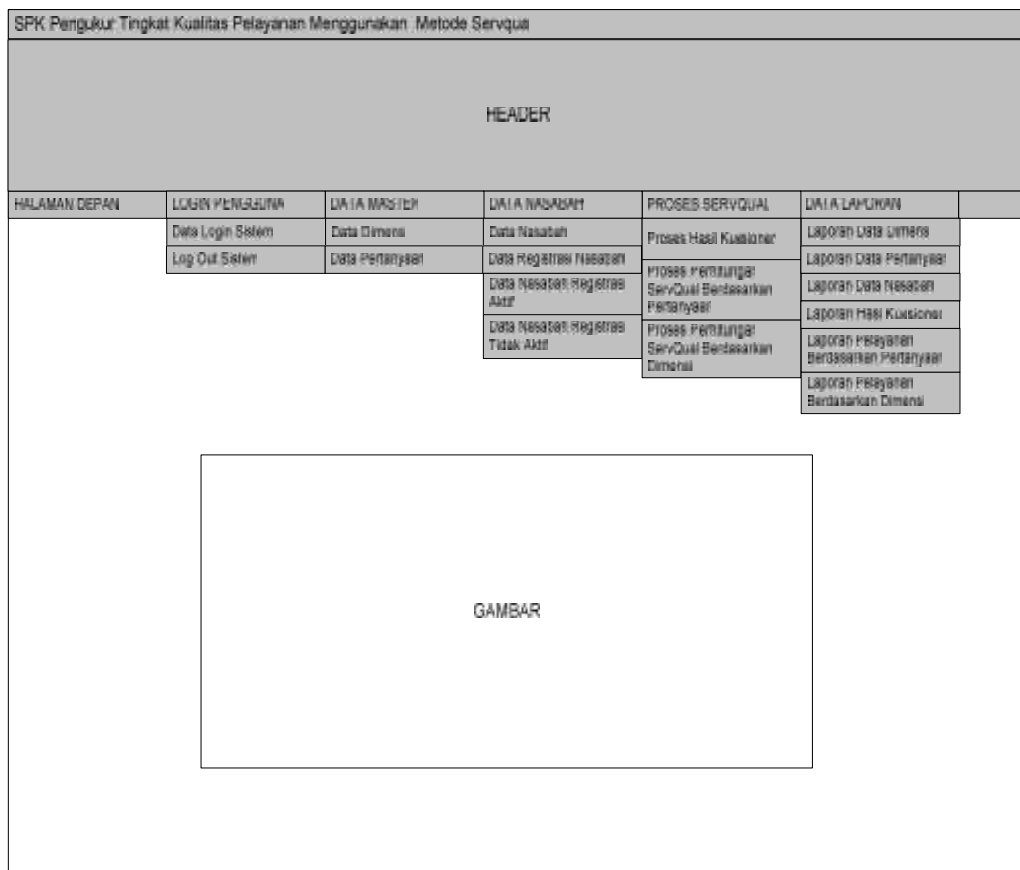 SPK Pengukur Tingkat Kualitas Pelayanan Menggunakan Metode Servqua
HEADER
HALAMAN DEPAN LOGIN PENGGUNA DATA MASTER DATA NASABAH PROSES SERVQUAL DATA LAPORAN
Data Login Sistem
Log Out Sistem
Data Dimensi
Data Pertanyaan
Data Nasabah
Data Registrasi Nasabah
Data Nasabah Registrasi
Aktif
Data Nasabah Registrasi
Tidak Aktif
Proses Hasil Kuesioner
Proses Perhitungan
ServQual Berdasarkan
Pertanyaan
Proses Perhitungan
ServQual Berdasarkan
Dimensi
Laporan Data Dimensi
Laporan Data Pertanyaan
Laporan Data Nasabah
Laporan Hasil Kuesioner
Laporan Pelayanan
Berdasarkan Pertanyaan
Laporan Pelayanan
Berdasarkan Dimensi
GAMBAR